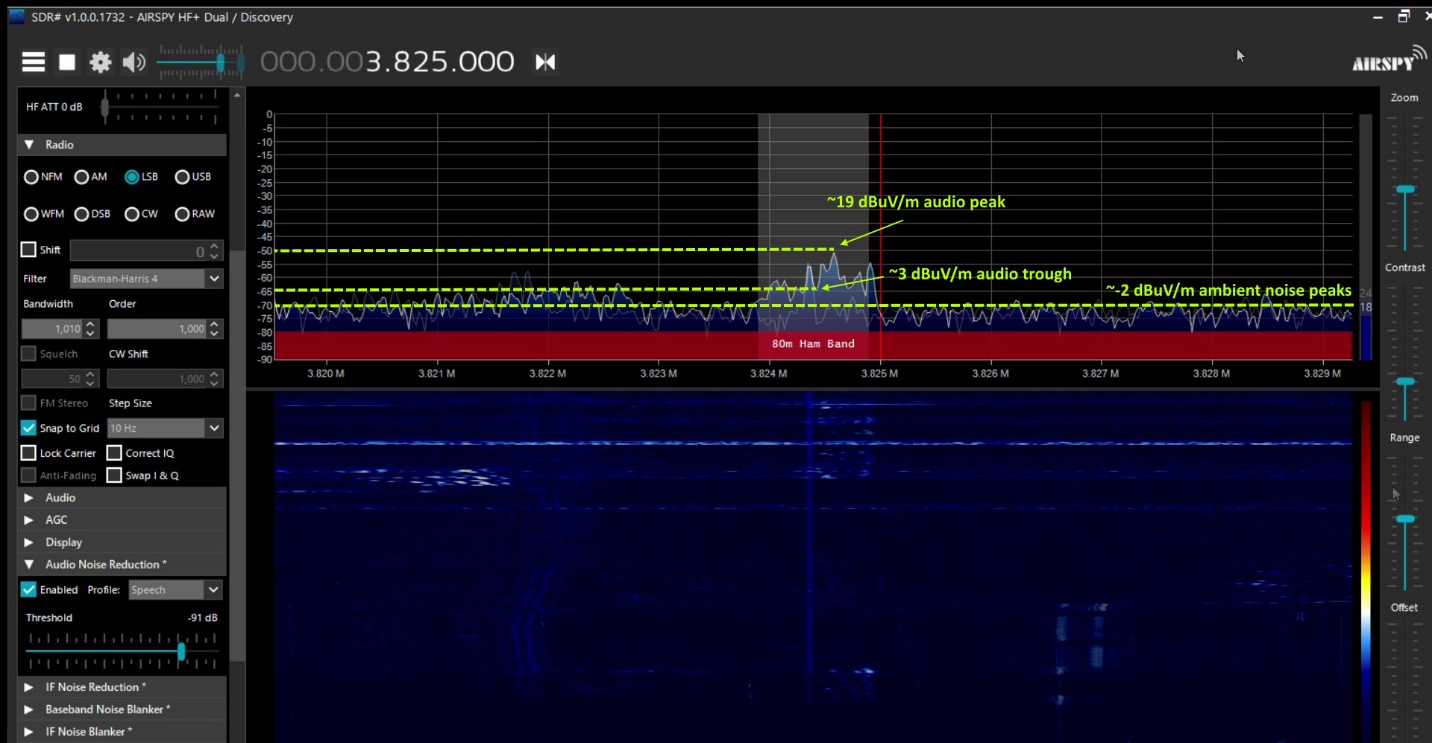 SDR# v1.0.0.1732 - AIRSPY HF+ Dual / Discovery
000.003.825.000
AIRSPY
HF ATT 0 dB
Radio
NFM AM LSB USB
WFM DSB CW RAW
Shift 0
Filter Blackman-Harris 4
Bandwidth Order
1,010 1,000
Squelch CW Shift
50 1,000
FM Stereo Step Size
Snap to Grid 10 Hz
Lock Carrier Correct IQ
Anti-Fading Swap I & Q
Audio
AGC
Display
Audio Noise Reduction *
Enabled Profile: Speech
Threshold -91 dB
IF Noise Reduction *
Baseband Noise Blanker *
IF Noise Blanker *
0
-5
-10
-15
-20
-25
-30
-35
-40
-45
-50
-55
-60
-65
-70
-75
-80
-85
-90
~19 dBuV/m audio peak
~3 dBuV/m audio trough
~-2 dBuV/m ambient noise peaks
24
18
80m Ham Band
3.820 M 3.821 M 3.822 M 3.823 M 3.824 M 3.825 M 3.826 M 3.827 M 3.828 M 3.829 M
Zoom
Contrast
Range
Offset